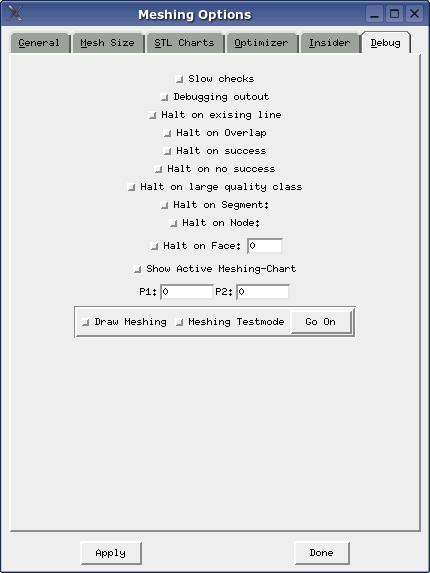 Meshing Options
General Mesh Size STL Charts Optimizer Insider Debug
Slow checks
Debugging outout
Halt on exising line
Halt on Overlap
Halt on success
Halt on no success
Halt on large quality class
Halt on Segment:
Halt on Node:
Halt on Face: 0
Show Active Meshing-Chart
P1: 0 P2: 0
Draw Meshing Meshing Testmode Go On
Apply Done